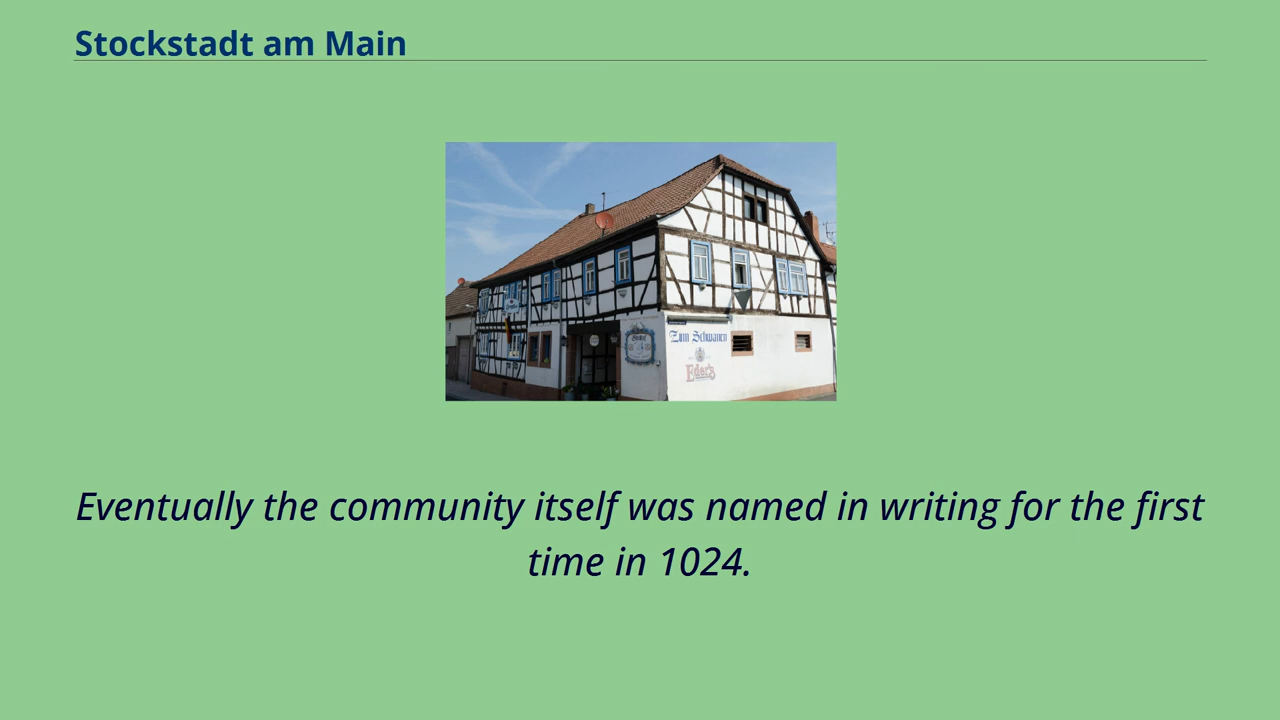 Stockstadt am Main
Zum Schwanen
Eder's
Eventually the community itself was named in writing for the first
time in 1024.